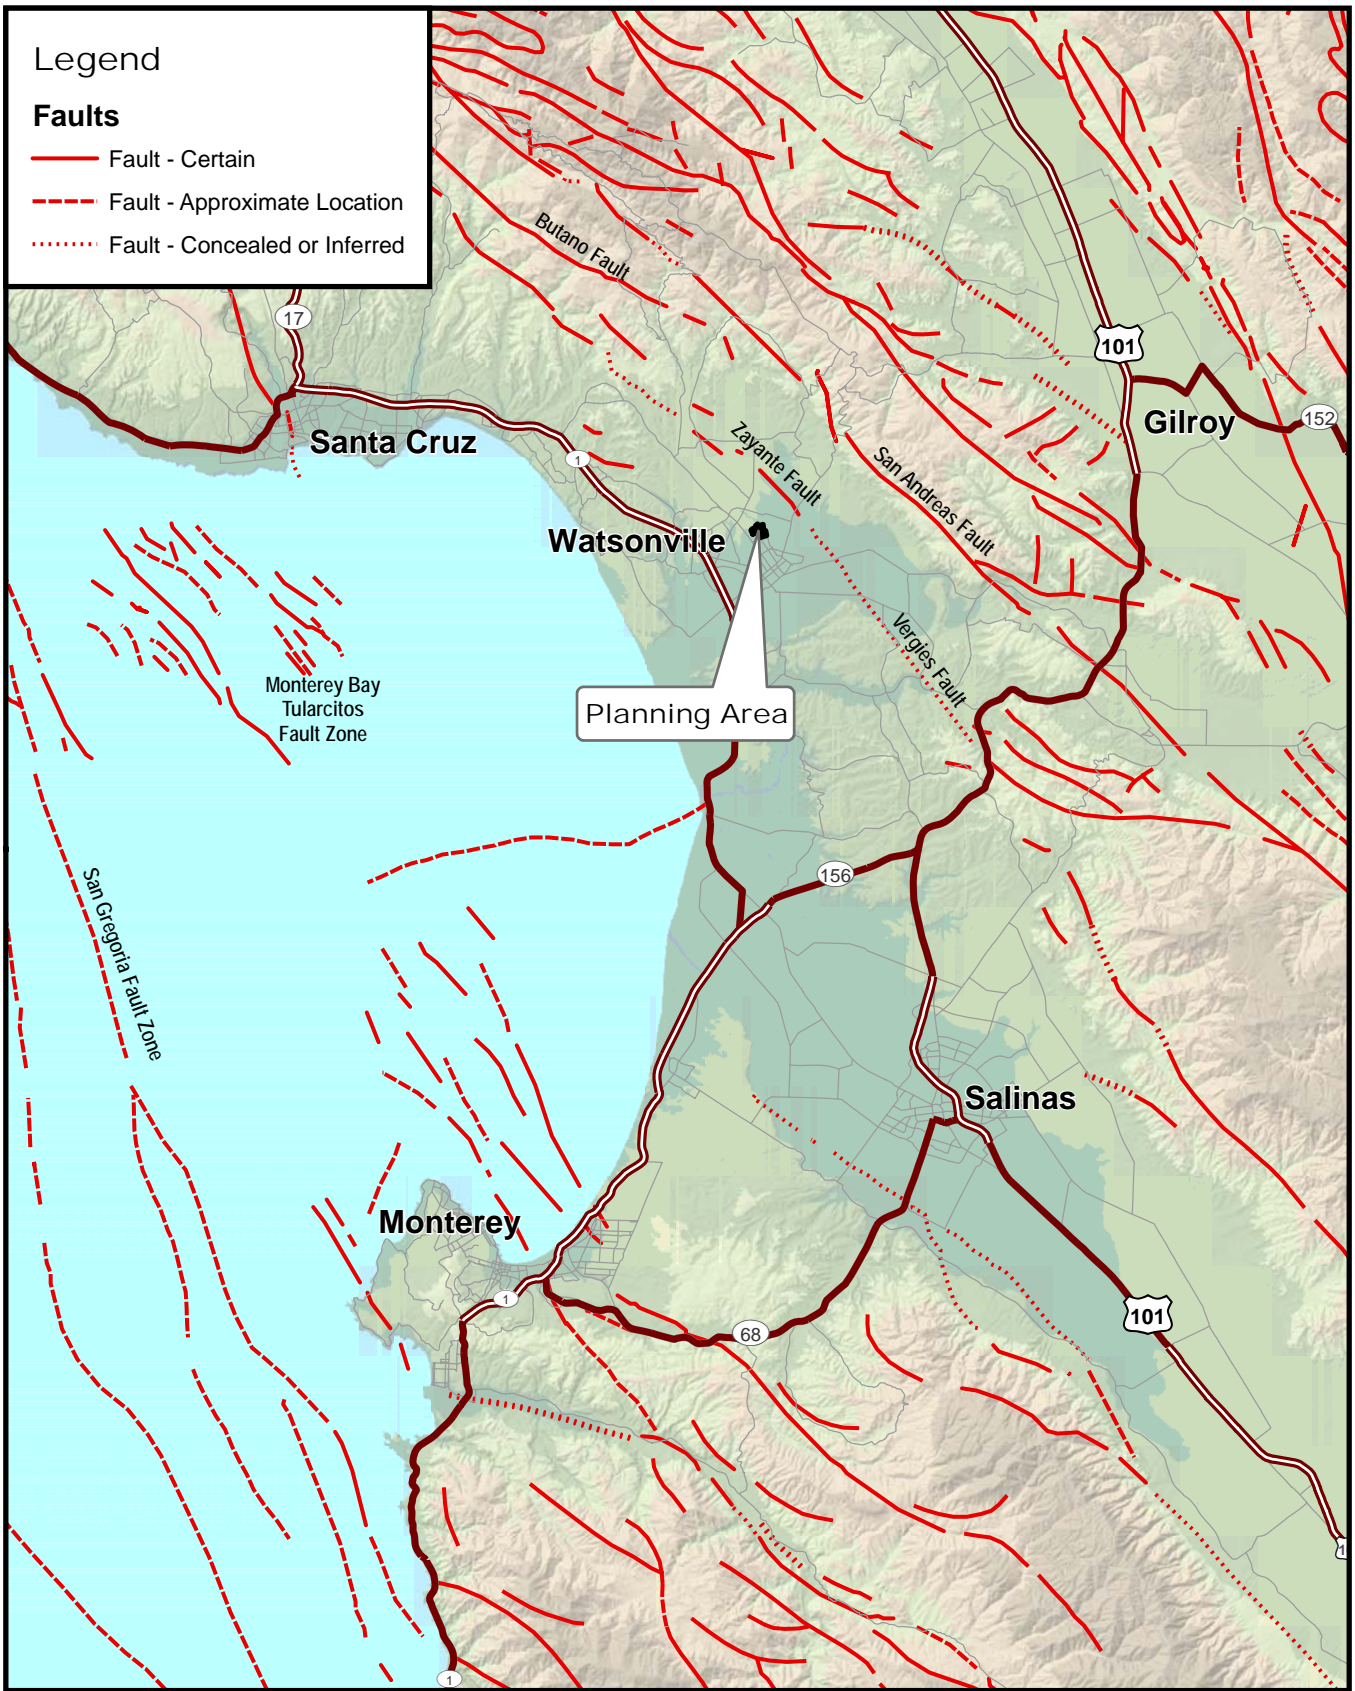 Legend
Faults
Fault - Certain
Fault - Approximate Location
Fault - Concealed or Inferred
Butano Fault
17
101
Gilroy
152
Santa Cruz
1
Zayante Fault
San Andreas Fault
Watsonville
Vergies Fault
Monterey Bay
Tularcitos
Fault Zone
Planning Area
156
San Gregoria Fault Zone
Salinas
Monterey
1
68
101
1
1